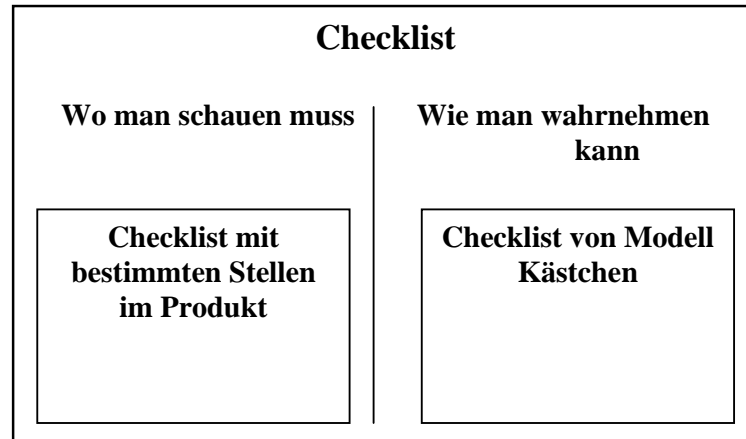 Checklist
Wo man schauen muss
Wie man wahrnehmen
kann
Checklist mit
bestimmten Stellen
im Produkt
Checklist von Modell
Kästchen